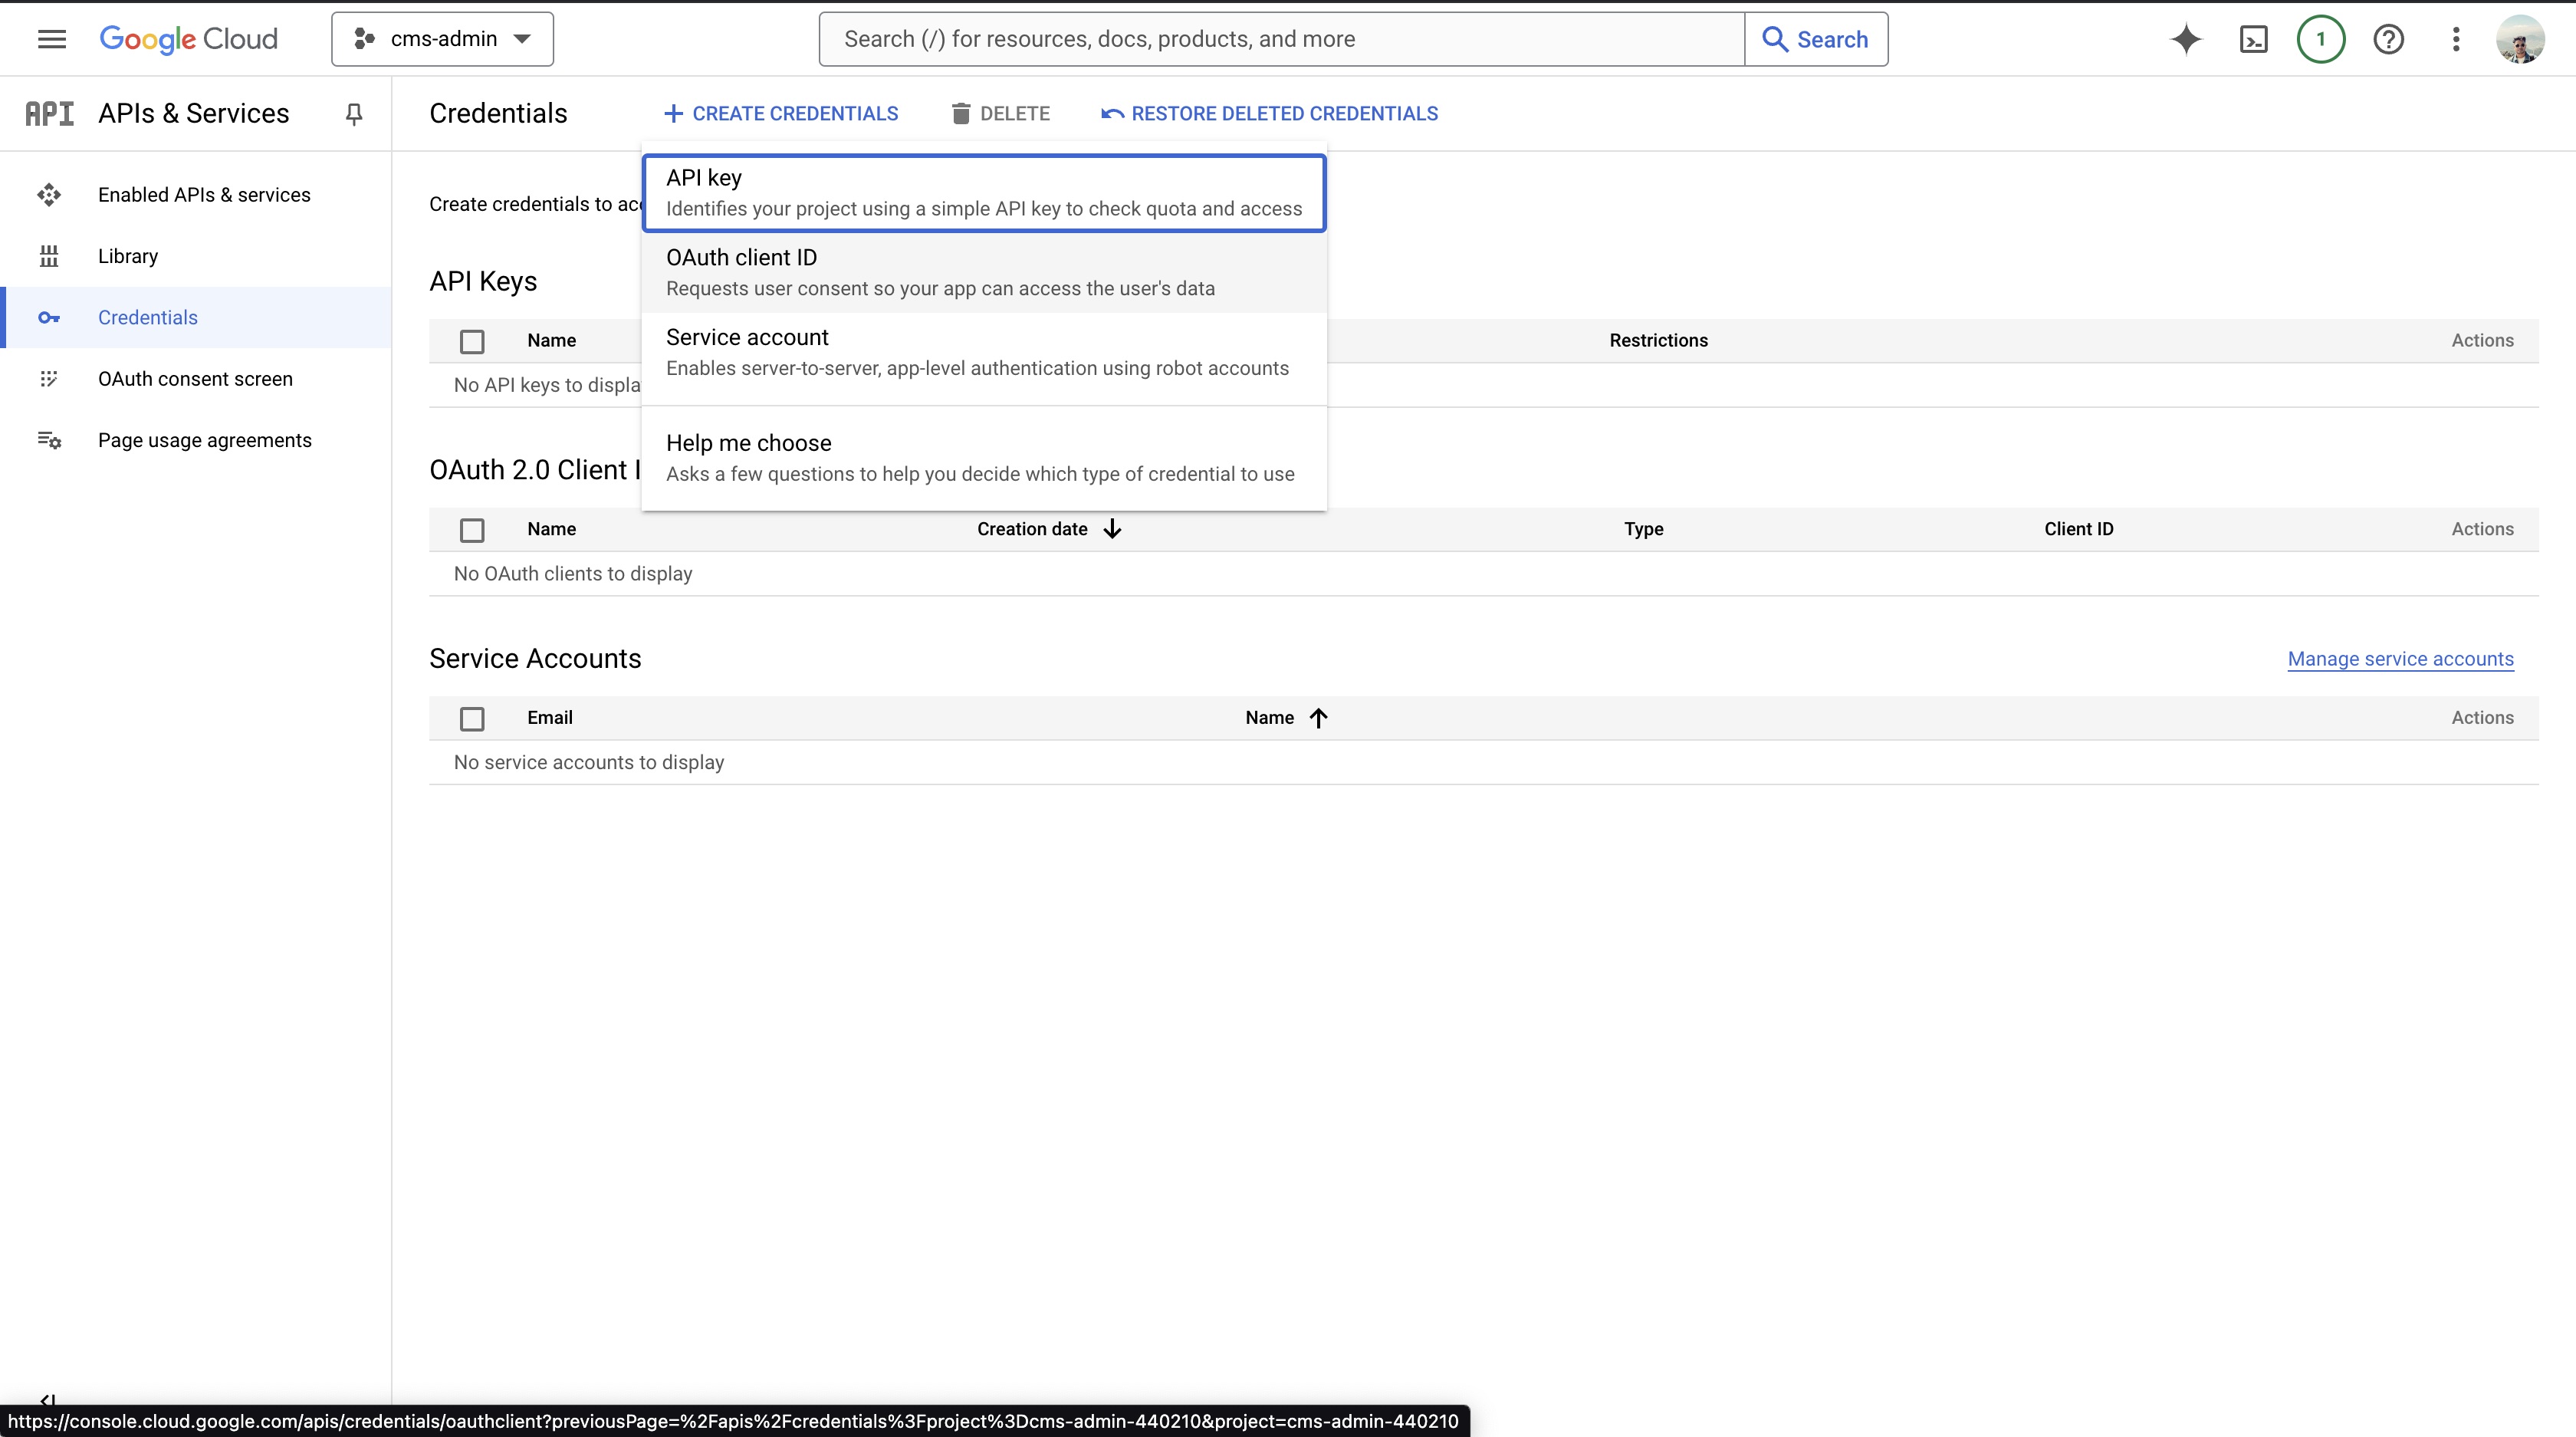 Google Cloud
cms-admin
Search (/) for resources, docs, products, and more
Search
1
API
APIs & Services
Credentials
CREATE CREDENTIALS
DELETE
RESTORE DELETED CREDENTIALS
Enabled APIs & services
Library
Credentials
OAuth consent screen
Page usage agreements
Create credentials to acc
API key
Identifies your project using a simple API key to check quota and access
OAuth client ID
Requests user consent so your app can access the user's data
Service account
Enables server-to-server, app-level authentication using robot accounts
Help me choose
Asks a few questions to help you decide which type of credential to use
API Keys
Name
Restrictions
Actions
No API keys to displa
OAuth 2.0 Client I
Name
Creation date
Type
Client ID
Actions
No OAuth clients to display
Service Accounts
Manage service accounts
Email
Name
Actions
No service accounts to display
https://console.cloud.google.com/apis/credentials/oauthclient?previousPage=%2Fapis%2Fcredentials%3Fproject%3Dcms-admin-440210&project=cms-admin-440210